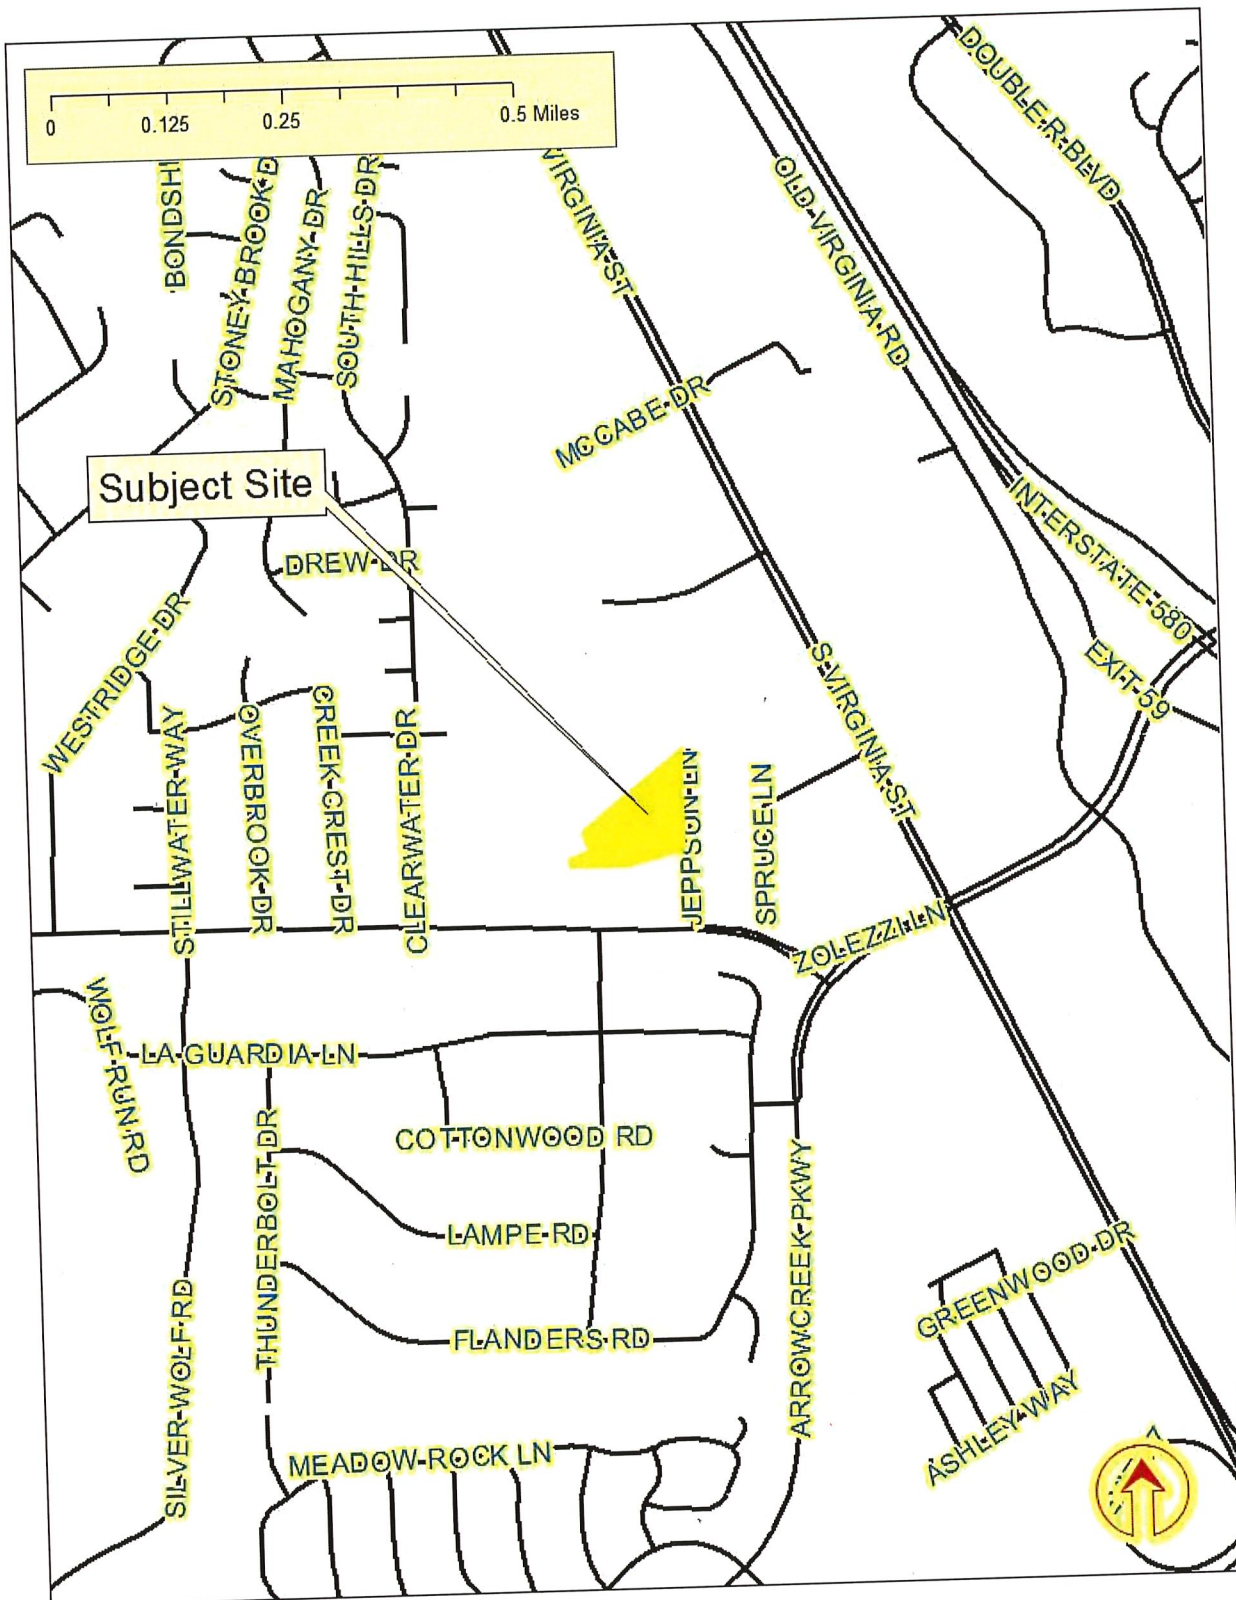 0 0.125 0.25 0.5 Miles
DOUBLE R BLVD
BONDSHI
STONEY BROOK D
MAHOGANY DR
SOUTH HILLS DR
VIRGINIA ST
OLD VIRGINIA RD
MCCABE DR
Subject Site
INTERSTATE 580
DREW DR
EXIT 59
WESTRIDGE DR
S VIRGINIA ST
STILLWATER WAY
OVERBROOK DR
CREEK CREST DR
CLEARWATER DR
JEPPSON LN
SPRUCE LN
ZOLEZZI LN
WOLF RUN RD
LA GUARDIA LN
COTTONWOOD RD
THUNDERBOLT DR
LAMPE RD
ARROWCREEK PKWY
GREENWOOD DR
SILVER WOLF RD
FLANDERS RD
ASHLEY WAY
MEADOW ROCK LN